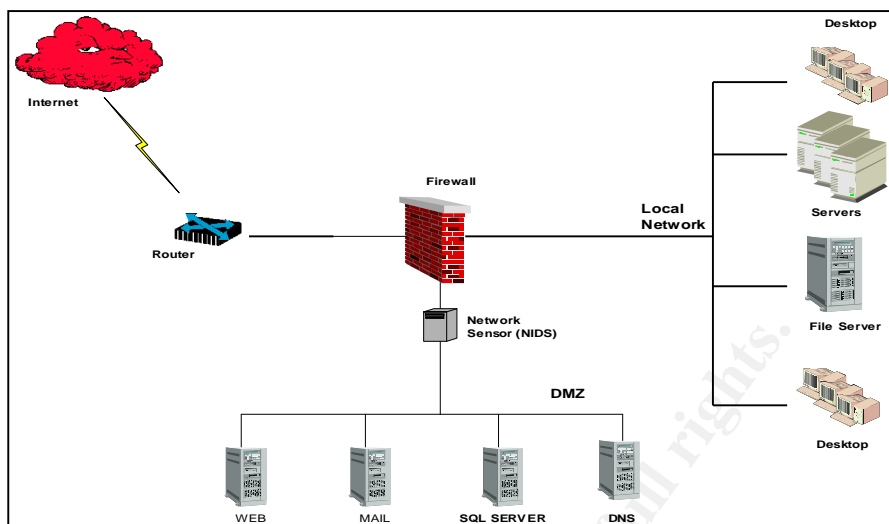 Desktop
Internet
Firewall
Local
Network
Servers
Router
Network
Sensor (NIDS)
File Server
DMZ
Desktop
WEB
MAIL
SQL SERVER
DNS
rights.